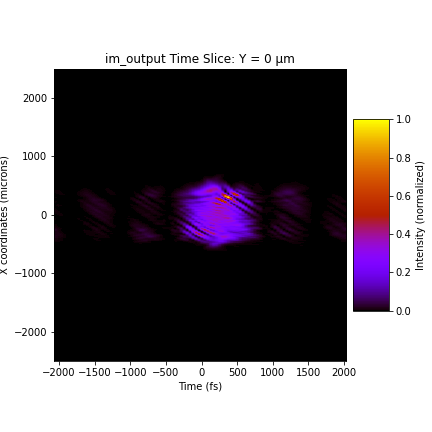 im_output Time Slice: Y = 0 µm
X coordinates (microns)
2000
1000
0
−1000
−2000
−2000 −1500 −1000 −500 0 500 1000 1500 2000
Time (fs)
1.0
0.8
0.6
0.4
0.2
0.0
Intensity (normalized)